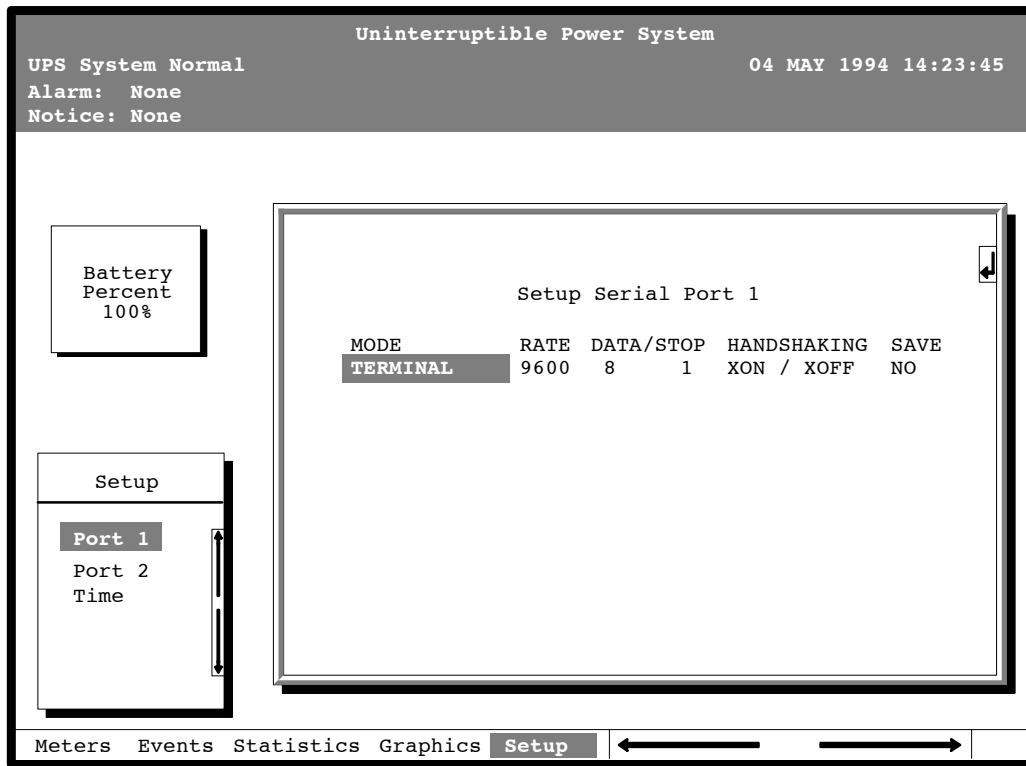 Uninterruptible Power System
UPS System Normal 04 MAY 1994 14:23:45
Alarm: None
Notice: None
Battery
Percent
100%
Setup Serial Port 1
MODE RATE DATA/STOP HANDSHAKING SAVE
TERMINAL 9600 8 1 XON / XOFF NO
Setup
Port 1
Port 2
Time
Meters Events Statistics Graphics Setup